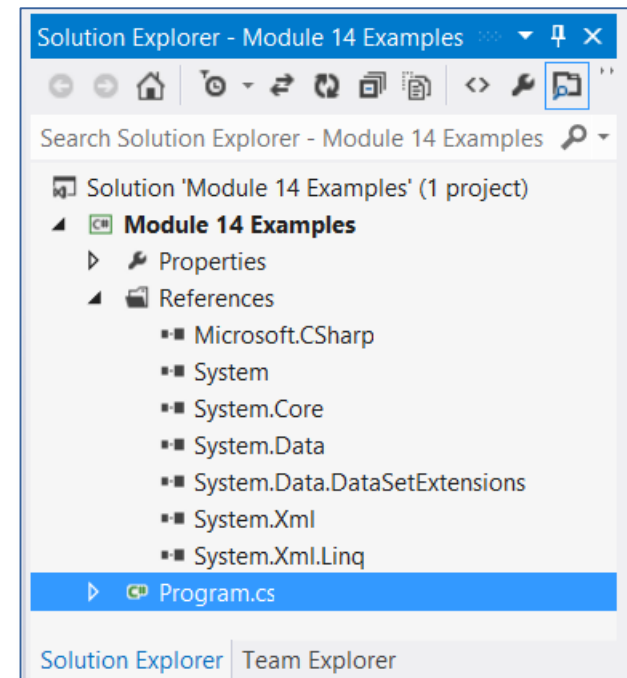 Solution Explorer - Module 14 Examples
Search Solution Explorer - Module 14 Examples
Solution 'Module 14 Examples' (1 project)
C# Module 14 Examples
Properties
References
Microsoft.CSharp
System
System.Core
System.Data
System.Data.DataSetExtensions
System.Xml
System.Xml.Linq
C# Program.cs
Solution Explorer Team Explorer